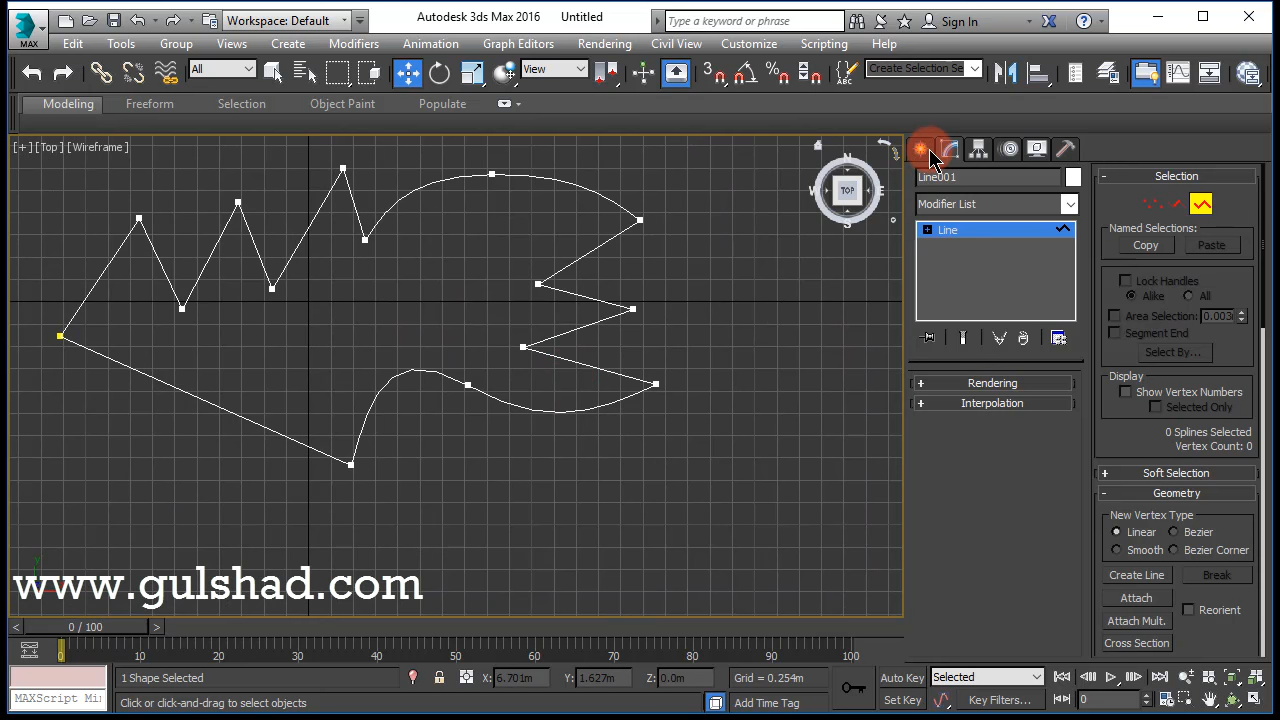 Workspace: Default
Autodesk 3ds Max 2016 Untitled
Type a keyword or phrase
Sign In
MAX
Edit Tools Group Views Create Modifiers Animation Graph Editors Rendering Civil View Customize Scripting Help
All
View
3
ABC
Create Selection Se
Modeling Freeform Selection Object Paint Populate
[+] [Top] [Wireframe]
N
W TOP E
S
Line001
Modifier List
Line
Rendering
Interpolation
Selection
Named Selections:
Copy Paste
Lock Handles
Alike All
Area Selection:
Segment End
Select By...
Display
Show Vertex Numbers
Selected Only
0 Splines Selected
Vertex Count: 0
Soft Selection
Geometry
New Vertex Type
Linear Bezier
Smooth Bezier Corner
Create Line Break
Attach
Reorient
Attach Mult.
Cross Section
y
www.gulshad.com
0 / 100
0 10 20 30 40 50 60 70 80 90 100
1 Shape Selected
X: 6.701m Y: 1.627m Z: 0.0m
Grid = 0.254m
Auto Key Selected
MAXScript Mi
Click or click-and-drag to select objects
Add Time Tag
Set Key Key Filters...
0